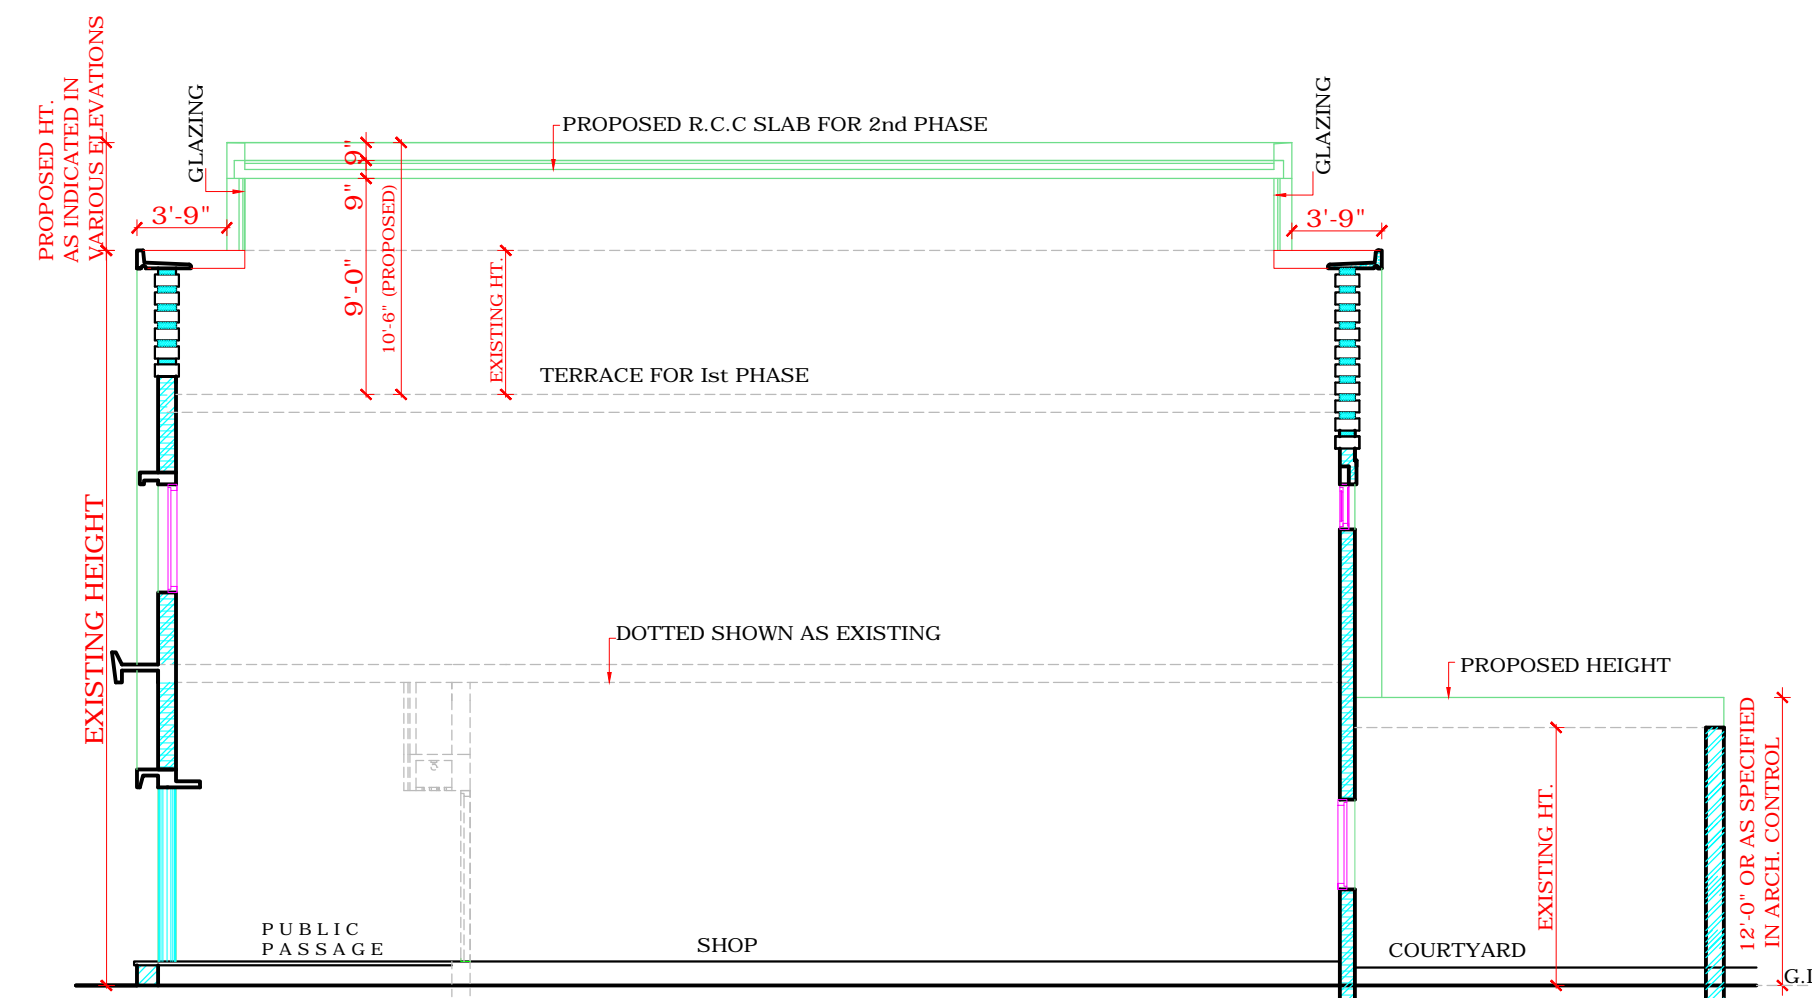 PROPOSED HT.
AS INDICATED IN
VARIOUS ELEVATIONS
GLAZING
PROPOSED R.C.C SLAB FOR 2nd PHASE
GLAZING
3'-9"
3'-9"
9"
9"
9'-0"
10'-6" (PROPOSED)
EXISTING HT.
TERRACE FOR Ist PHASE
EXISTING HEIGHT
DOTTED SHOWN AS EXISTING
PROPOSED HEIGHT
EXISTING HT.
12'-0" OR AS SPECIFIED
IN ARCH. CONTROL
PUBLIC
PASSAGE
SHOP
COURTYARD